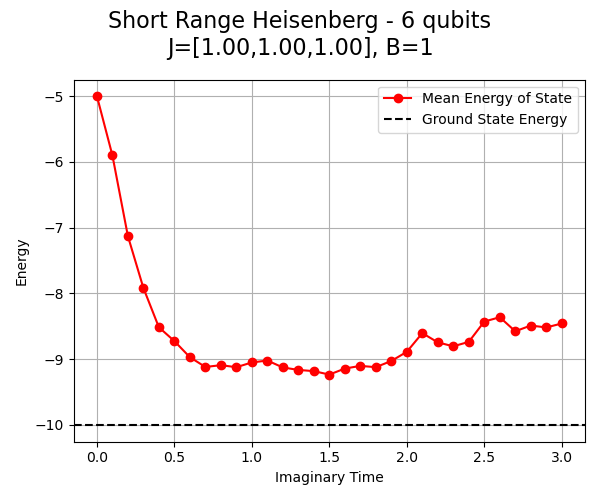 Short Range Heisenberg - 6 qubits
J=[1.00,1.00,1.00], B=1
Mean Energy of State
Ground State Energy
−5
−6
−7
−8
−9
−10
Energy
0.0 0.5 1.0 1.5 2.0 2.5 3.0
Imaginary Time